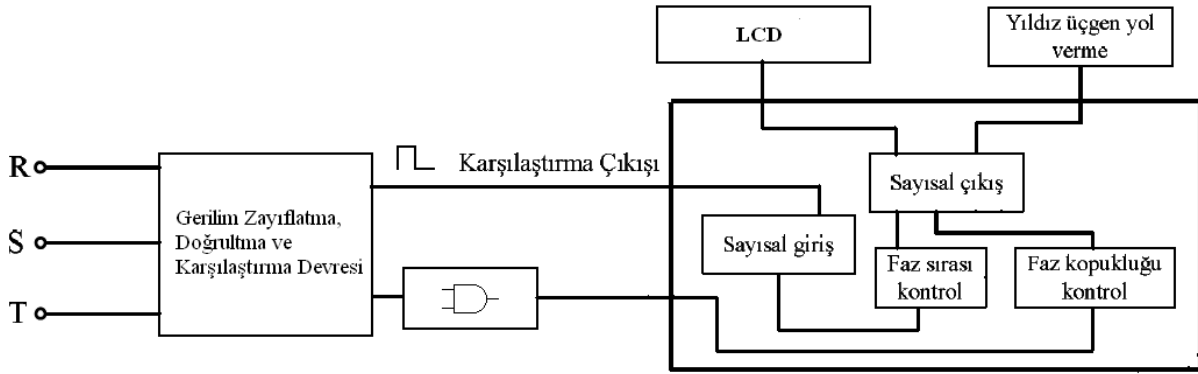 LCD
Yıldız üçgen yol
verme
R
S
T
Gerilim Zayıflatma,
Doğrultma ve
Karşılaştırma Devresi
Karşılaştırma Çıkışı
Sayısal çıkış
Sayısal giriş
Faz sırası
kontrol
Faz kopukluğu
kontrol